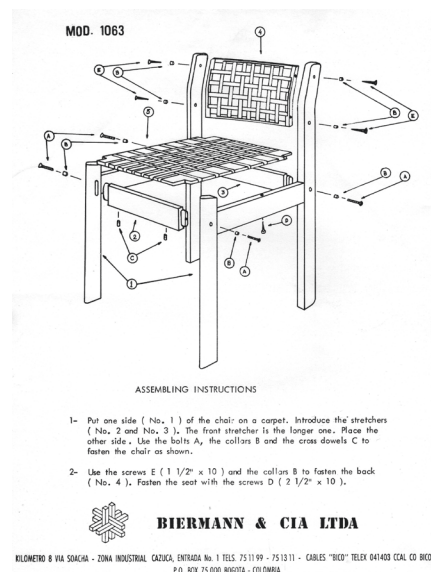 MOD. 1063
4
E
B
5
A
B
B
E
3
B
A
2
C
D
B
A
1
ASSEMBLING INSTRUCTIONS
1- Put one side ( No. 1 ) of the chair on a carpet. Introduce the stretchers
( No. 2 and No. 3 ). The front stretcher is the longer one. Place the
other side . Use the bolts A, the collars B and the cross dowels C to
fasten the chair as shown.
2- Use the screws E ( 1 1/2" x 10 ) and the collars B to fasten the back
( No. 4 ). Fasten the seat with the screws D ( 2 1/2" x 10 ).
BIERMANN & CIA LTDA
KILOMETRO 8 VIA SOACHA - ZONA INDUSTRIAL CAZUCA, ENTRADA No. 1 TELS. 75 11 99 - 75 13 11 - CABLES "BICO" TELEX 041403 CCAL CO BICO
P.O. BOX 75.000 BOGOTA - COLOMBIA